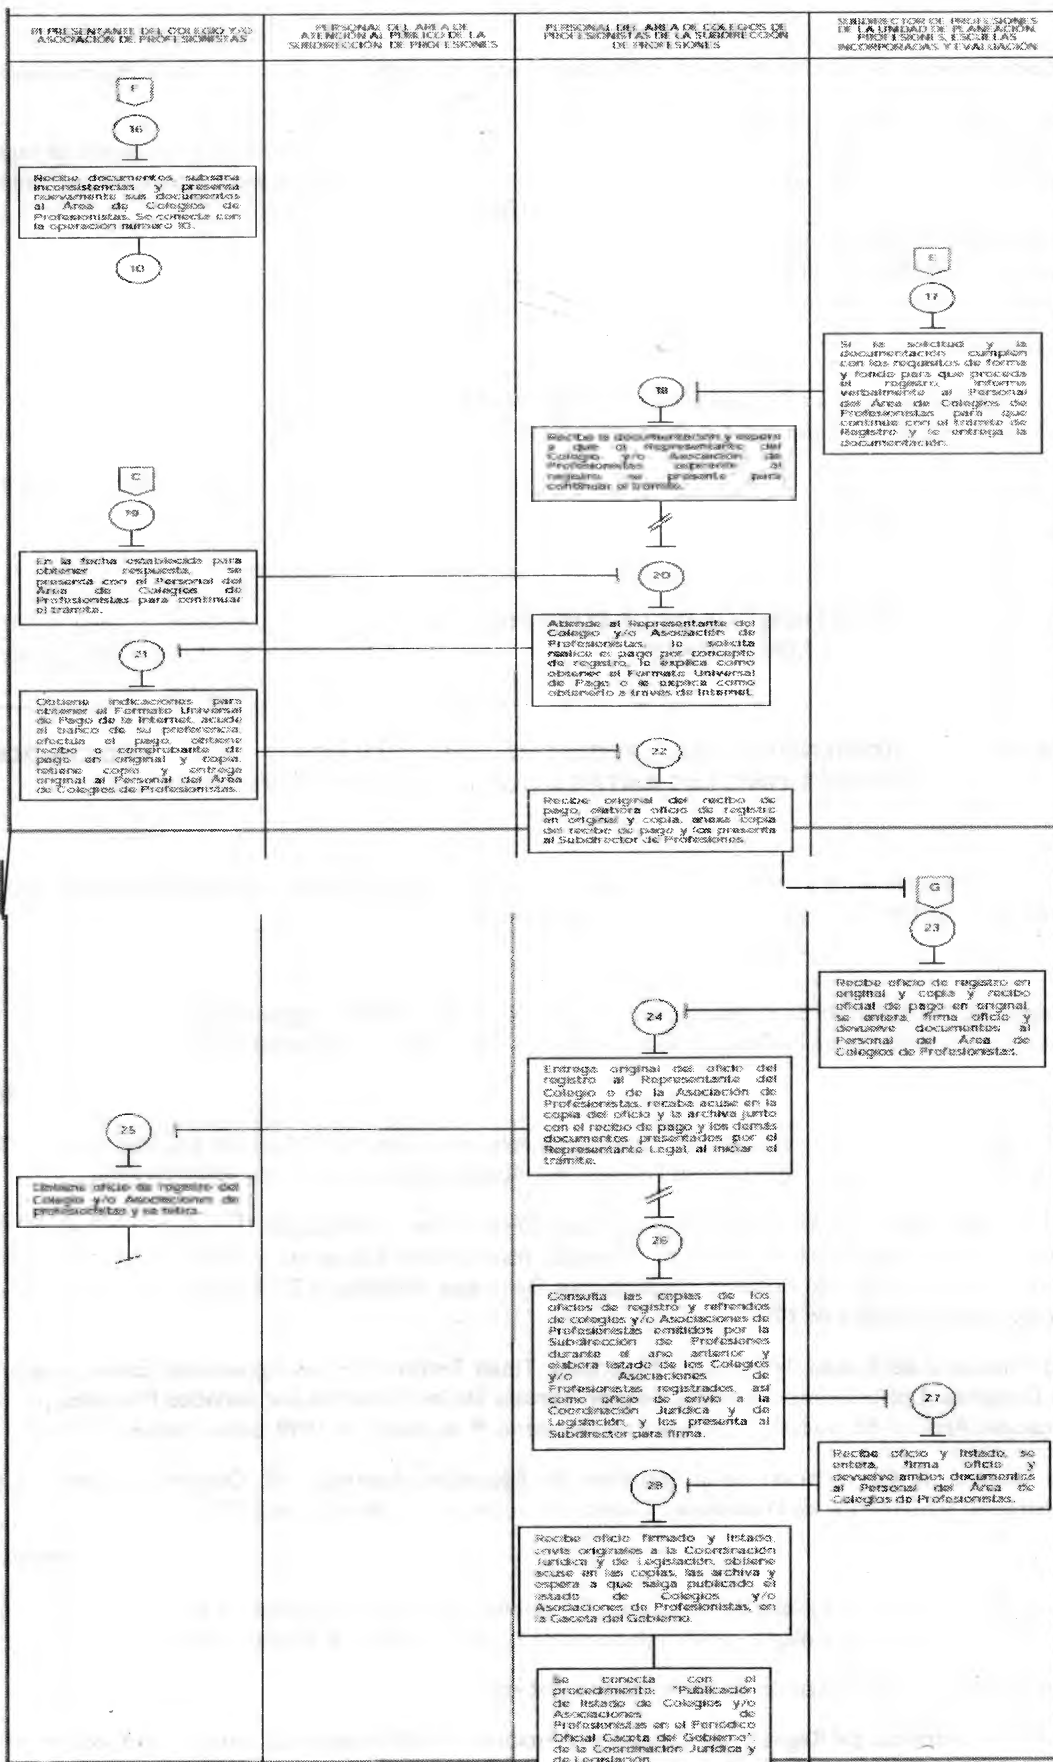 REPRESENTANTE DEL COLEGIO Y/O
ASOCIACIÓN DE PROFESIONISTAS
PERSONAL DEL AREA DE
ATENCIÓN AL PUBLICO DE LA
SUBDIRECCIÓN DE PROFESIONES
PERSONAL DEL AREA DE COLEGIOS DE
PROFESIONISTAS DE LA SUBDIRECCIÓN
DE PROFESIONES
SUBDIRECTOR DE PROFESIONES
DE LA UNIDAD DE PLANEACIÓN,
PROFESIONES, ESCUELAS
INCORPORADAS Y EVALUACIÓN
F
16
Recibe documentos, subsana
inconsistencias y presenta
nuevamente sus documentos
al Área de Colegios de
Profesionistas. Se conecta con
la operación numero 10.
10
E
17
Si la solicitud y la
documentación cumplen
con los requisitos de forma
y fondo para que proceda
el registro, informa
verbalmente al Personal
del Área de Colegios de
Profesionistas para que
continúe con el trámite de
Registro y le entrega la
documentación.
18
Recibe la documentación y espera
a que el Representante del
Colegio y/o Asociación de
Profesionistas aspirante al
registro se presente para
continuar el trámite.
C
19
En la fecha establecida para
obtener respuesta, se
presenta con el Personal del
Área de Colegios de
Profesionistas para continuar
el trámite.
20
Atiende al Representante del
Colegio y/o Asociación de
Profesionistas, le solicita
realice el pago por concepto
de registro, le explica como
obtener el Formato Universal
de Pago o le explica como
obtenerlo a través de Internet.
21
Obtiene indicaciones para
obtener el Formato Universal
de Pago de la Internet, acude
al banco de su preferencia,
efectúa el pago, obtiene
recibo o comprobante de
pago en original y copia,
retiene copia y entrega
original al Personal del Área
de Colegios de Profesionistas.
22
Recibe original del recibo de
pago, elabora oficio de registro
en original y copia, anexa copia
del recibo de pago y los presenta
al Subdirector de Profesiones.
G
23
Recibe oficio de registro en
original y copia y recibo
oficial de pago en original,
se entera, firma oficio y
devuelve documentos al
Personal del Área de
Colegios de Profesionistas.
24
Entrega original del oficio del
registro al Representante del
Colegio o de la Asociación de
Profesionistas, recaba acuse en la
copia del oficio y la archiva junto
con el recibo de pago y los demás
documentos presentados por el
Representante Legal, al iniciar el
trámite.
25
Obtiene oficio de registro del
Colegio y/o Asociaciones de
profesionistas y se retira.
26
Consulta las copias de los
oficios de registro y refrendos
de colegios y/o Asociaciones de
Profesionistas emitidos por la
Subdirección de Profesiones
durante el ano anterior y
elabora listado de los Colegios
y/o Asociaciones de
Profesionistas registrados, así
como oficio de envío a la
Coordinación Jurídica y de
Legislación, y los presenta al
Subdirector para firma.
27
Recibe oficio y listado, se
entera, firma oficio y
devuelve ambos documentos
al Personal del Área de
Colegios de Profesionistas.
28
Recibe oficio firmado y listado,
envía originales a la Coordinación
Jurídica y de Legislación, obtiene
acuse en las copias, las archiva y
espera a que salga publicado el
listado de Colegios y/o
Asociaciones de Profesionistas, en
la Gaceta del Gobierno.
Se conecta con el
procedimiento: "Publicación
de listado de Colegios y/o
Asociaciones de
Profesionistas en el Periódico
Oficial Gaceta del Gobierno".
de la Coordinación Jurídica y
de Legislación.